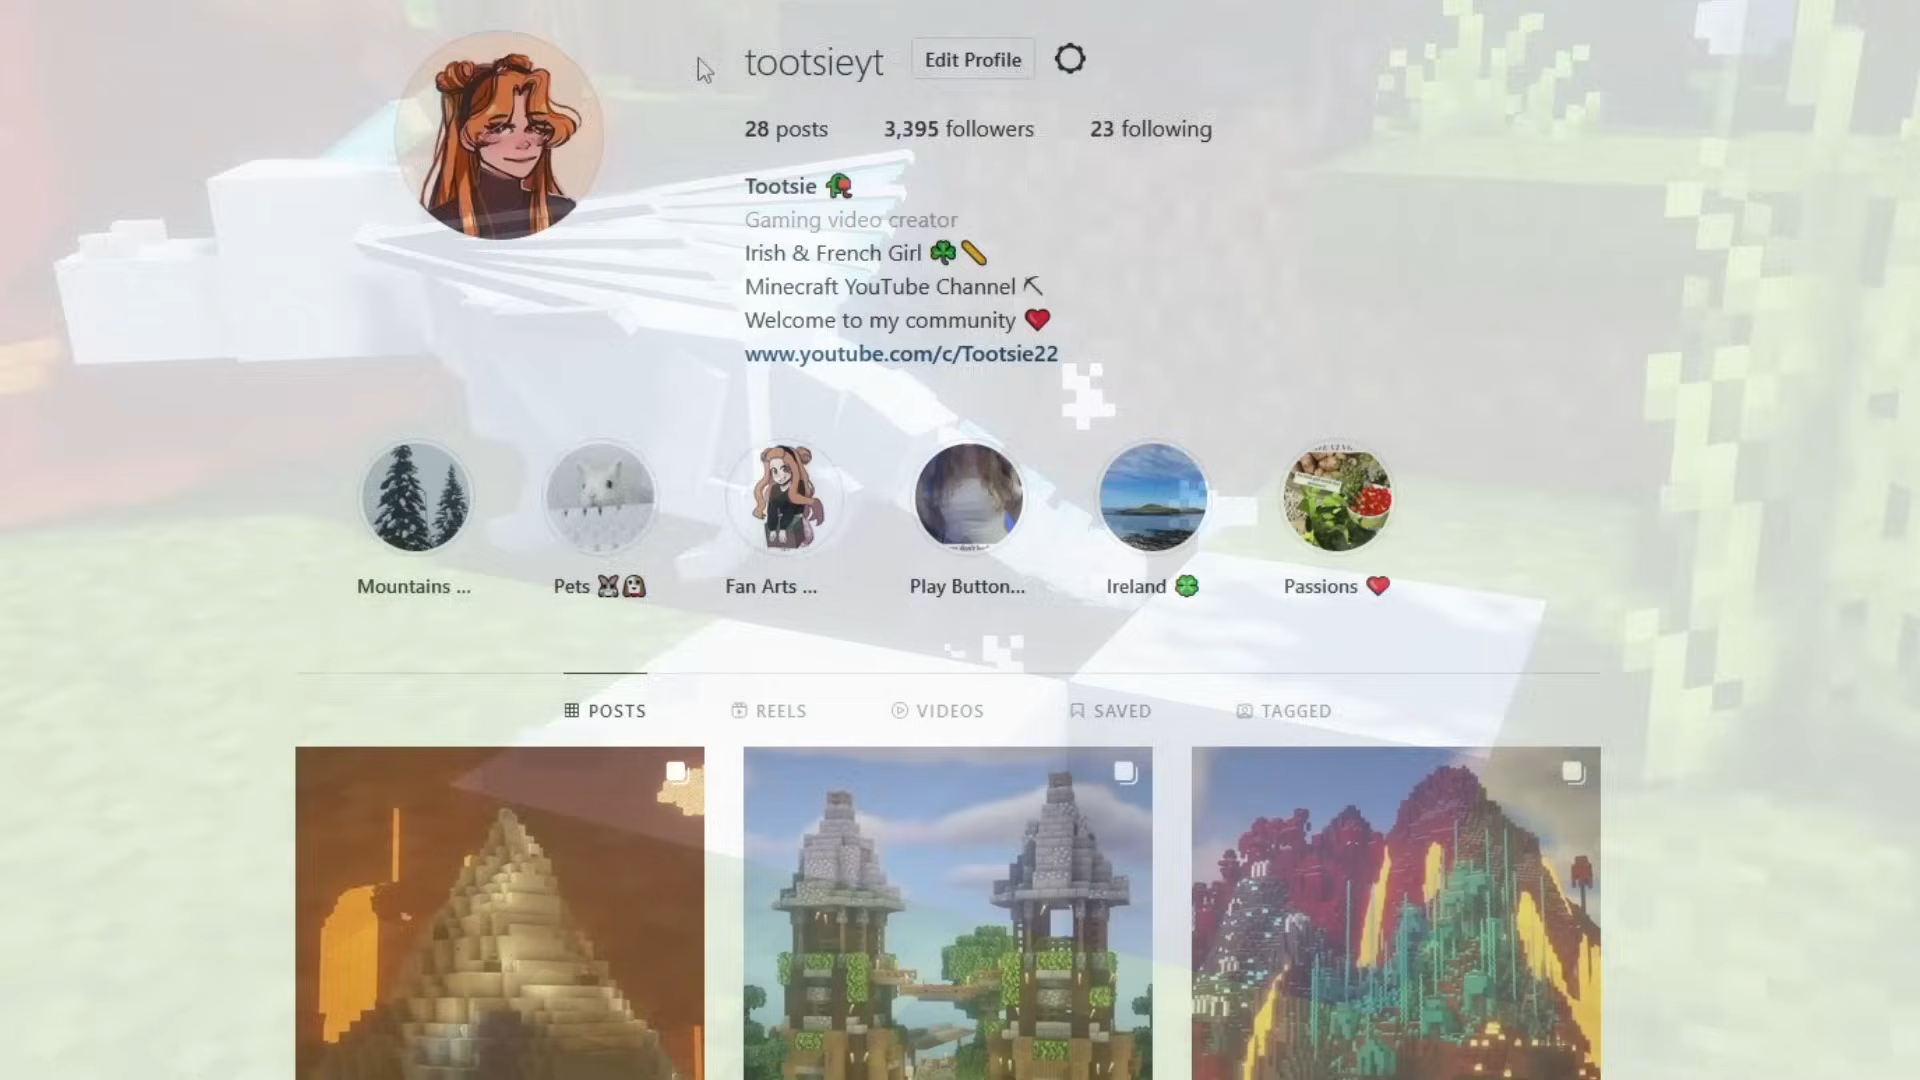 tootsieyt Edit Profile
28 posts 3,395 followers 23 following
Tootsie
Gaming video creator
Irish & French Girl ☘🥖
Minecraft YouTube Channel ⛏
Welcome to my community ❤
www.youtube.com/c/Tootsie22
Mountains ... Pets 🐰🐶 Fan Arts ... Play Button... Ireland 🍀 Passions ❤
POSTS REELS VIDEOS SAVED TAGGED